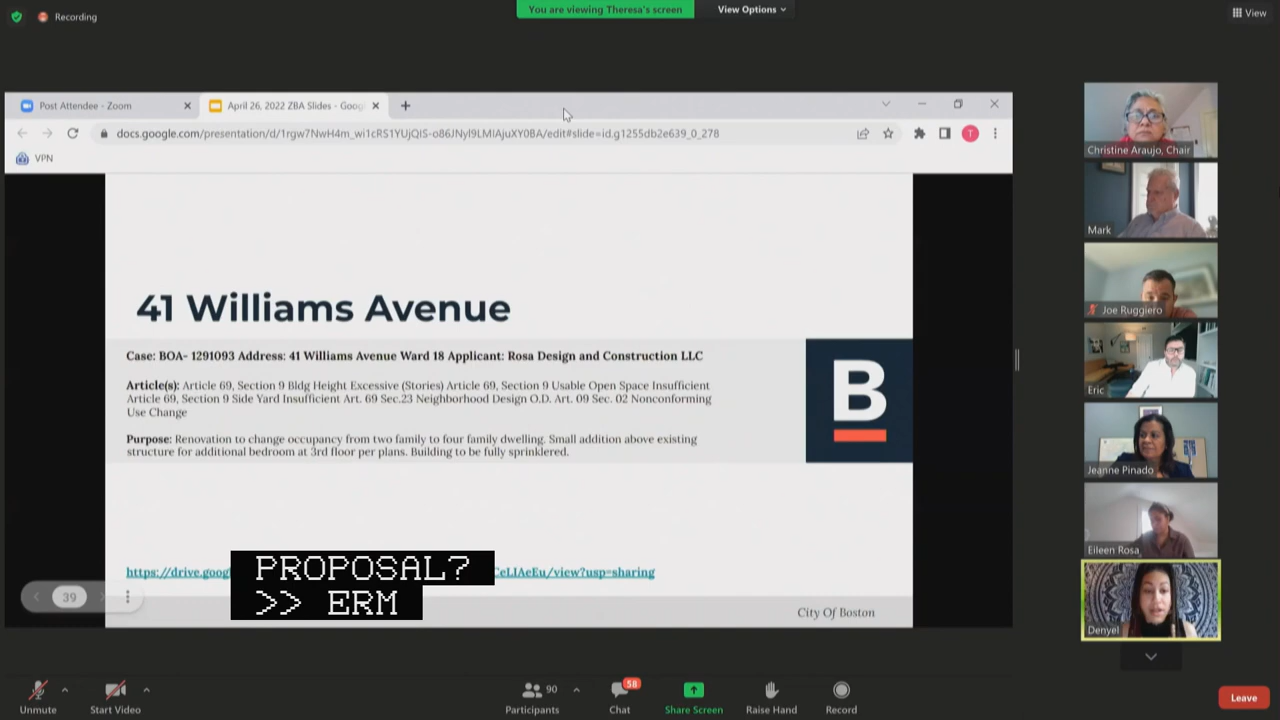 Recording
You are viewing Theresa's screen
View Options
View
Post Attendee - Zoom
April 26, 2022 ZBA Slides - Goog
docs.google.com/presentation/d/1rgw7NwH4m_wi1cRS1YUjQIS-o86JNyI9LMIAjuXY0BA/edit#slide=id.g1255db2e639_0_278
T
VPN
41 Williams Avenue
Case: BOA- 1291093 Address: 41 Williams Avenue Ward 18 Applicant: Rosa Design and Construction LLC
Article(s): Article 69, Section 9 Bldg Height Excessive (Stories) Article 69, Section 9 Usable Open Space Insufficient
Article 69, Section 9 Side Yard Insufficient Art. 69 Sec.23 Neighborhood Design O.D. Art. 09 Sec. 02 Nonconforming
Use Change
Purpose: Renovation to change occupancy from two family to four family dwelling. Small addition above existing
structure for additional bedroom at 3rd floor per plans. Building to be fully sprinklered.
B
https://drive.goog
CeLIAeEu/view?usp=sharing
PROPOSAL?
>> ERM
39
City Of Boston
Christine Araujo, Chair
Mark
Joe Ruggiero
Eric
Jeanne Pinado
Eileen Rosa
Denyel
Unmute
Start Video
90
Participants
58
Chat
Share Screen
Raise Hand
Record
Leave